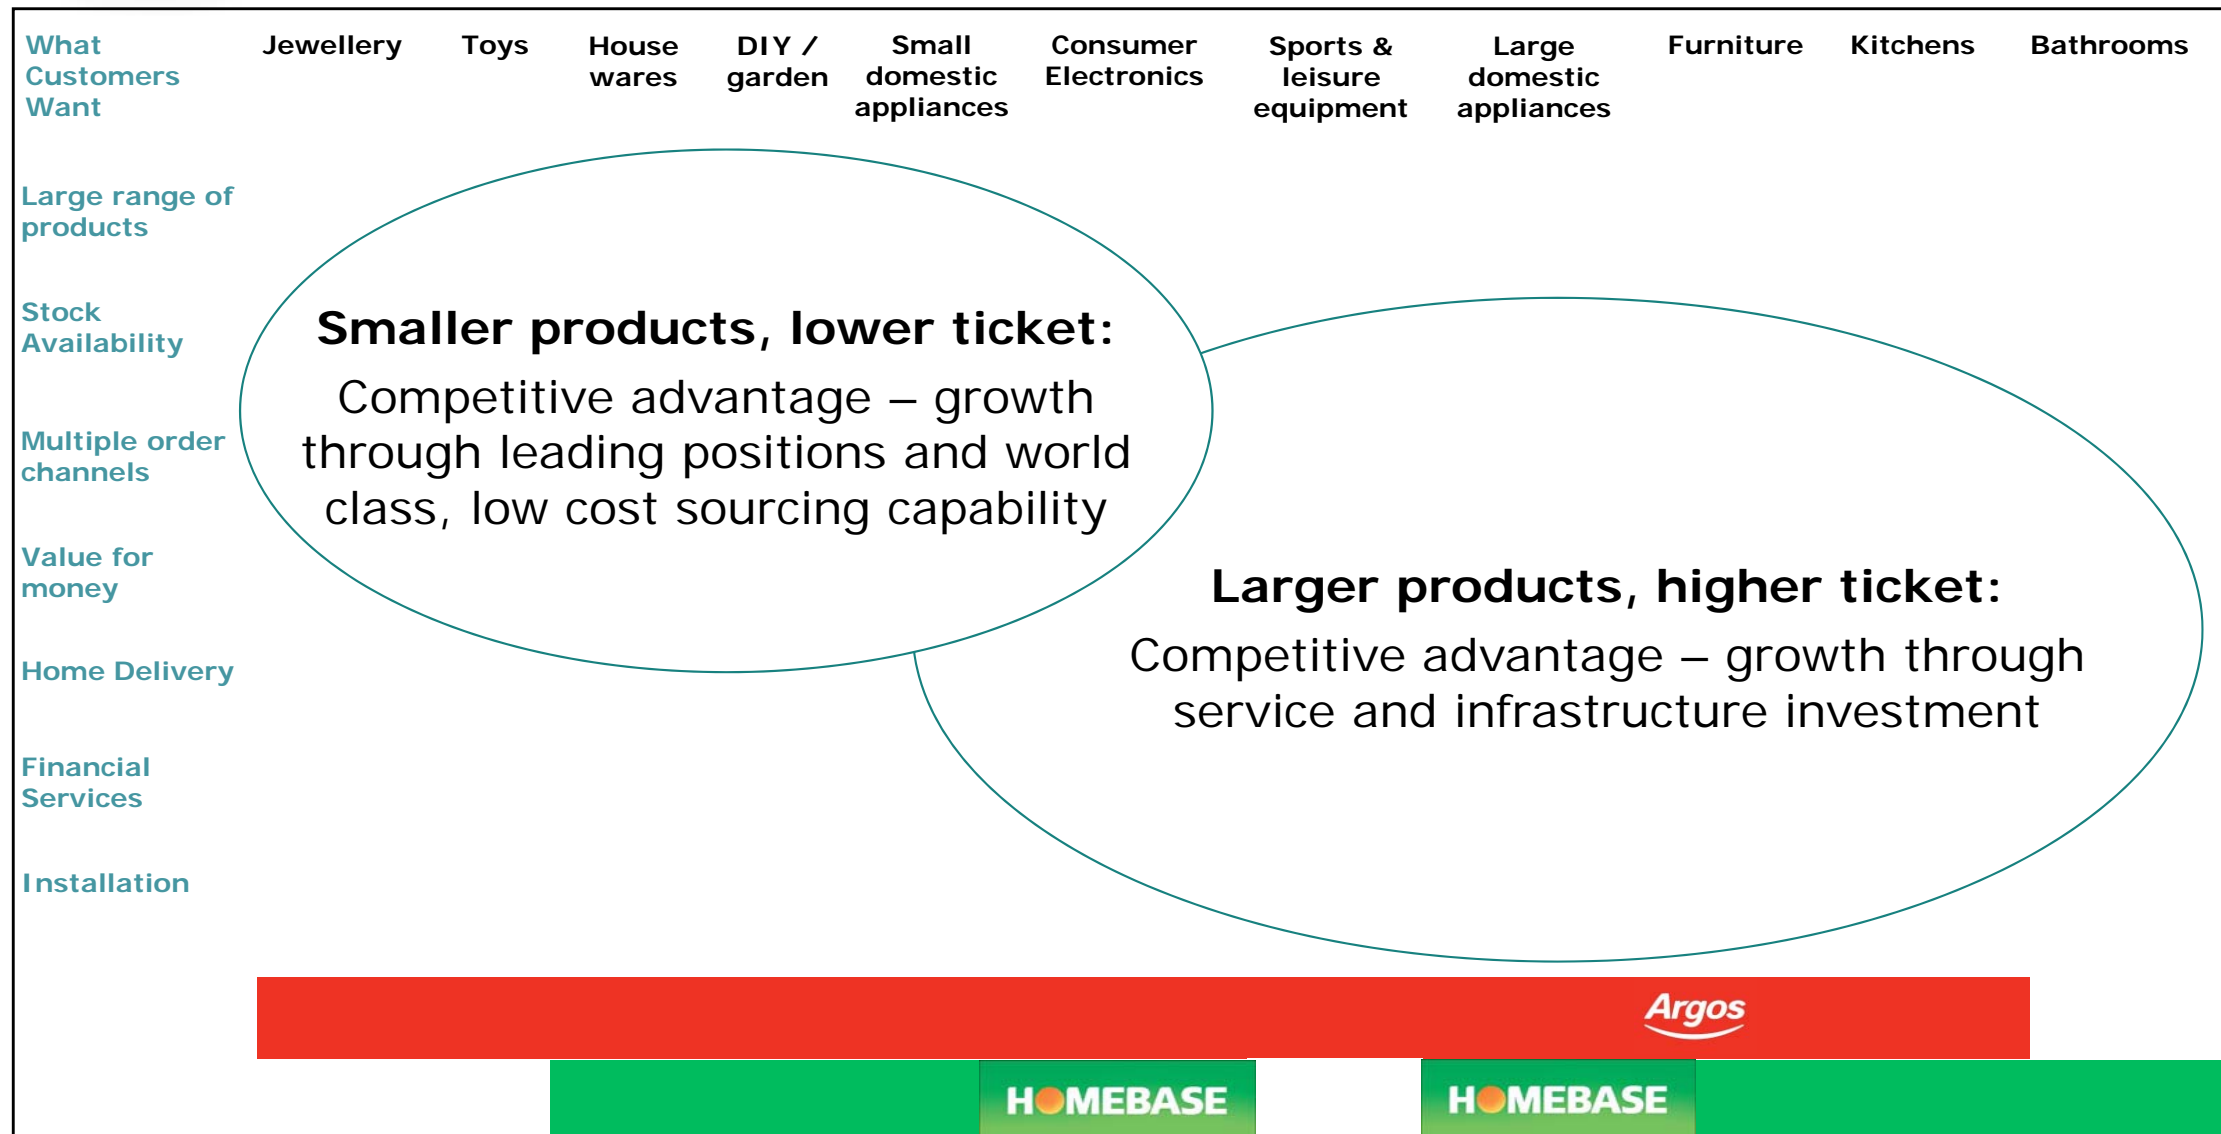 What
Customers
Want
Jewellery
Toys
House
wares
DIY /
garden
Small
domestic
appliances
Consumer
Electronics
Sports &
leisure
equipment
Large
domestic
appliances
Furniture
Kitchens
Bathrooms
Large range of
products
Stock
Availability
Multiple order
channels
Value for
money
Home Delivery
Financial
Services
Installation
Smaller products, lower ticket:
Competitive advantage – growth
through leading positions and world
class, low cost sourcing capability
Larger products, higher ticket:
Competitive advantage – growth through
service and infrastructure investment
Argos
HOMEBASE
HOMEBASE